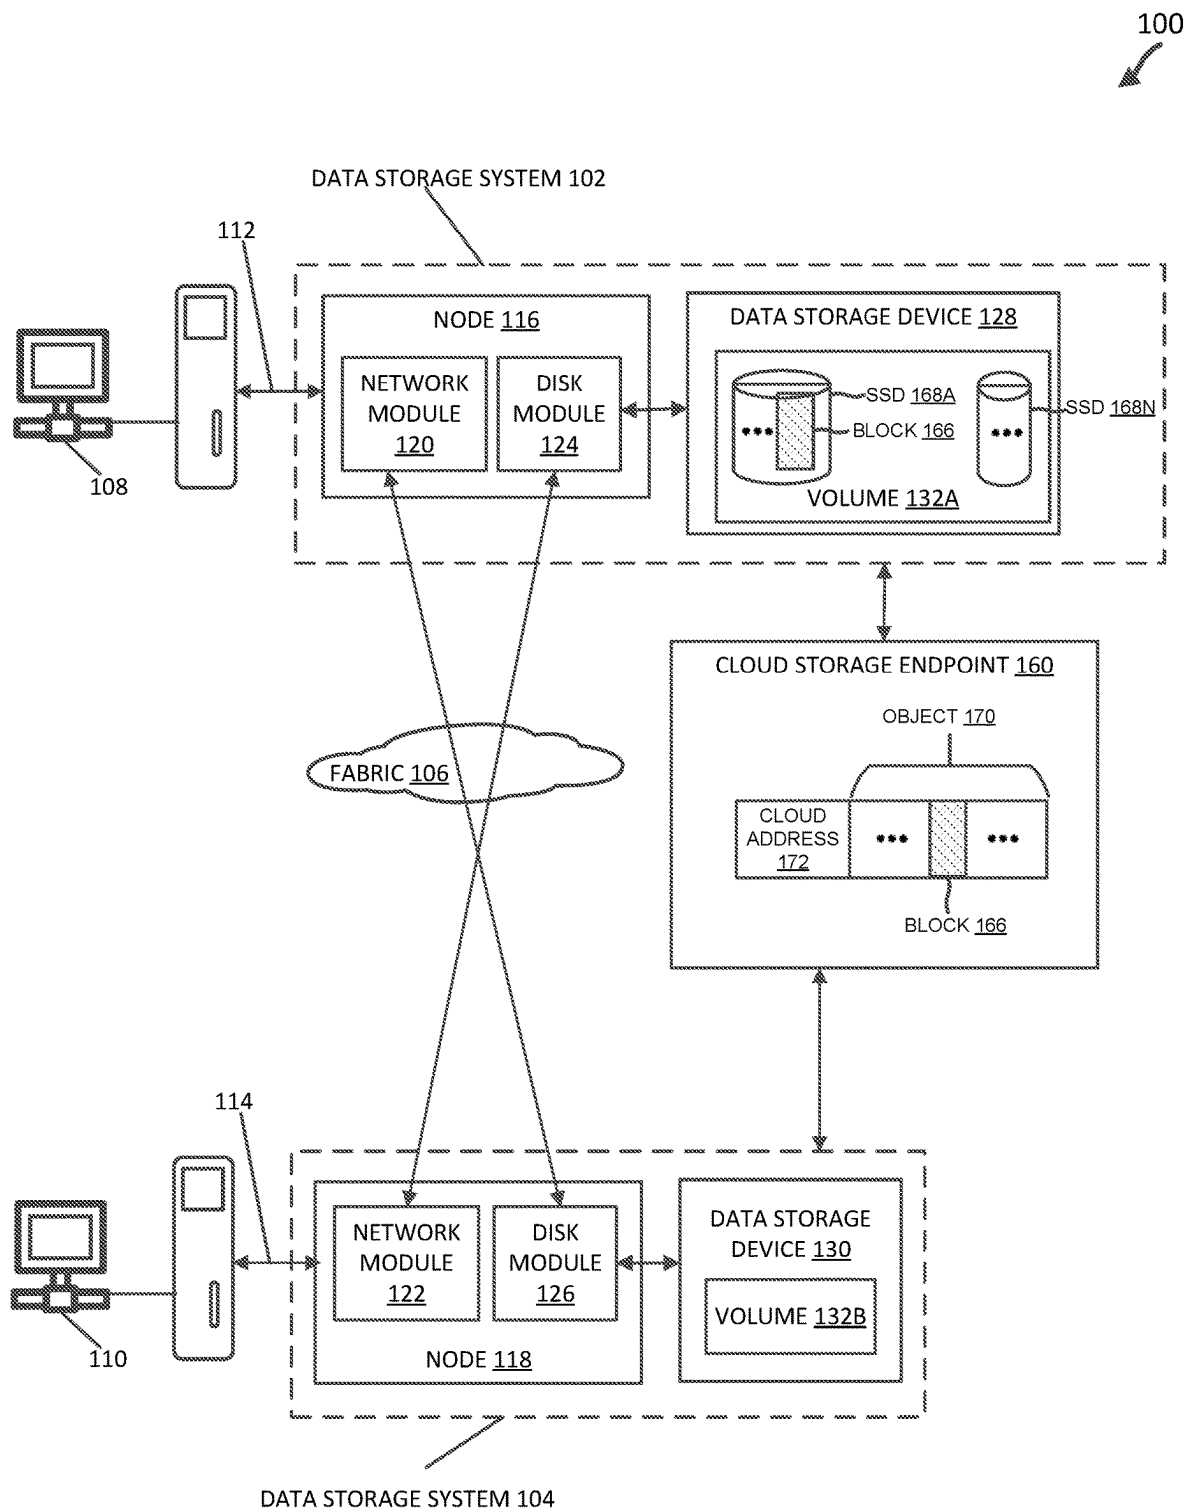 100
DATA STORAGE SYSTEM 102
112
NODE 116
DATA STORAGE DEVICE 128
NETWORK
MODULE
120
DISK
MODULE
124
SSD 168A
SSD 168N
BLOCK 166
VOLUME 132A
108
CLOUD STORAGE ENDPOINT 160
OBJECT 170
FABRIC 106
CLOUD
ADDRESS
172
BLOCK 166
114
NETWORK
MODULE
122
DISK
MODULE
126
DATA STORAGE
DEVICE 130
VOLUME 132B
NODE 118
110
DATA STORAGE SYSTEM 104